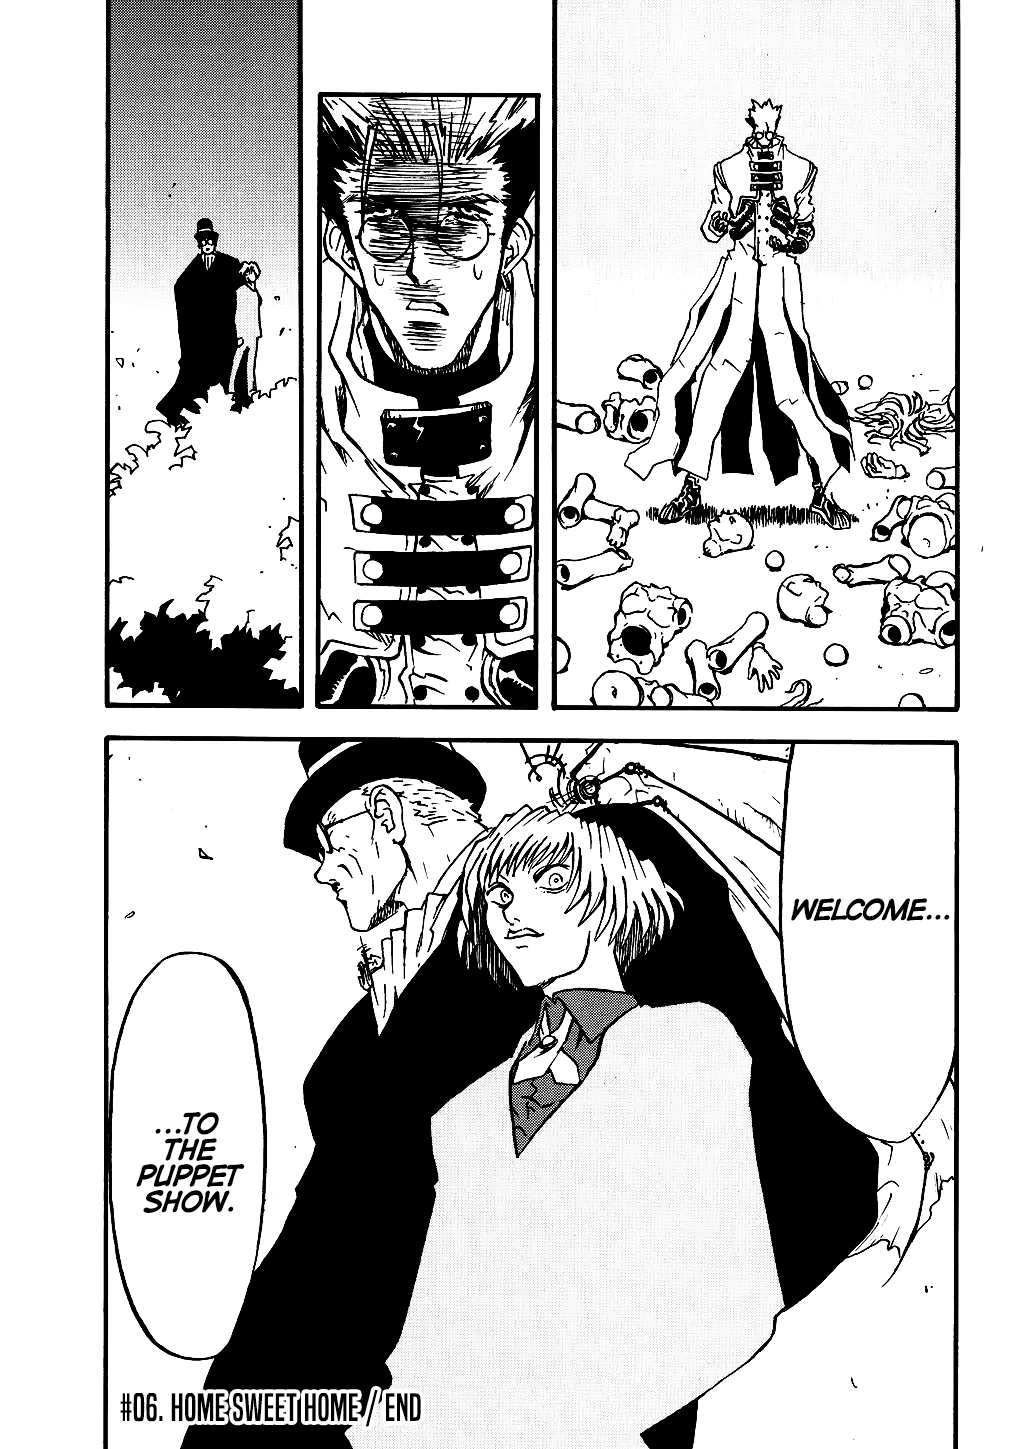 WELCOME...
...TO
THE
PUPPET
SHOW.
#06. HOME SWEET HOME / END